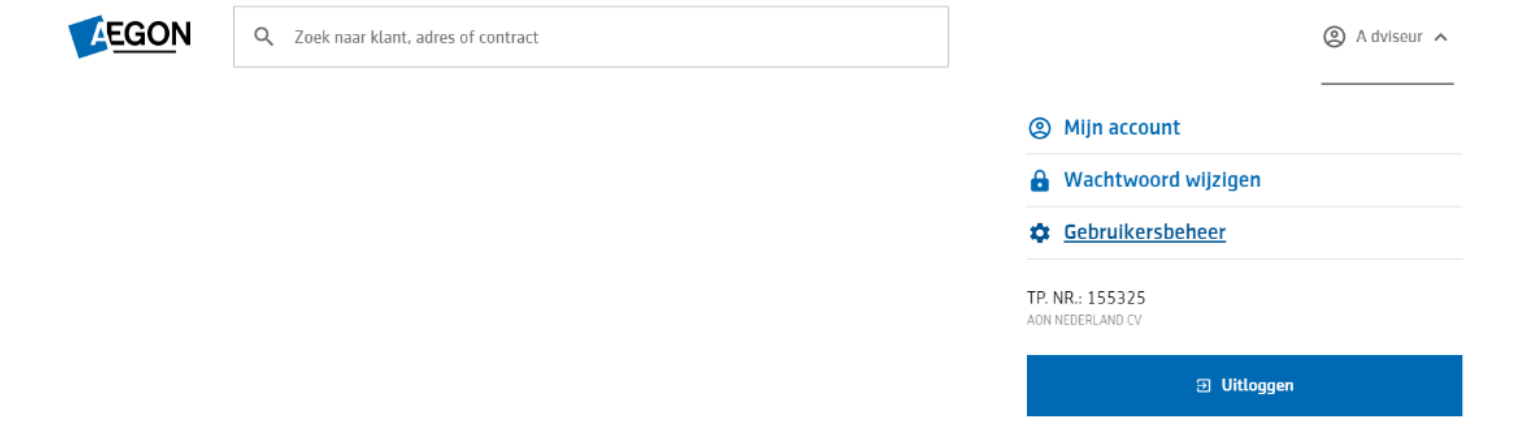 AEGON
Zoek naar klant, adres of contract
A dviseur
Mijn account
Wachtwoord wijzigen
Gebruikersbeheer
TP. NR.: 155325
AON NEDERLAND CV
Uitloggen